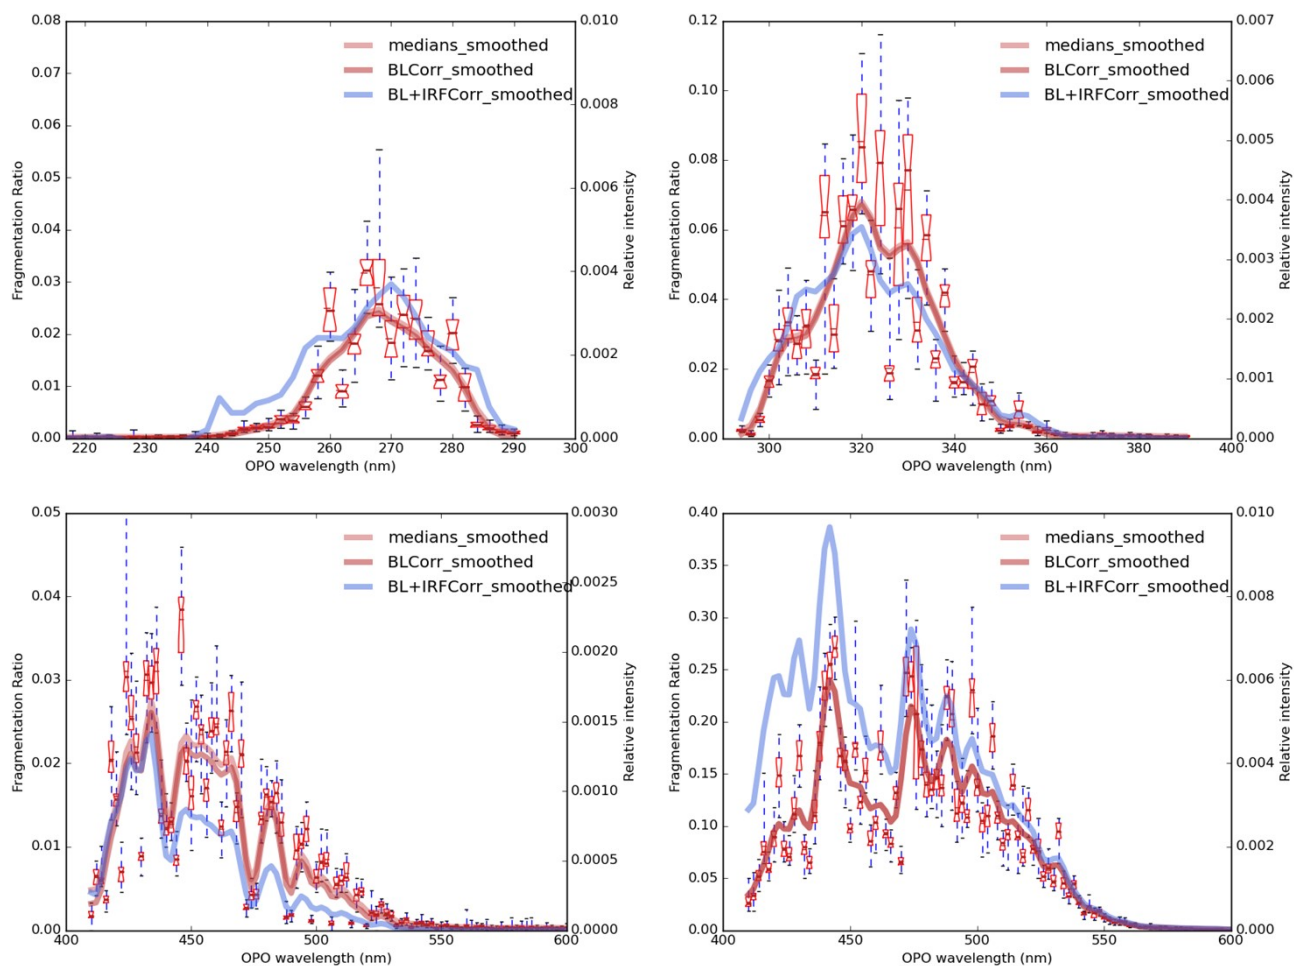 0.08
0.07
0.06
0.05
0.04
0.03
0.02
0.01
0.00
Fragmentation Ratio
220 230 240 250 260 270 280 290 300
OPO wavelength (nm)
0.010
0.008
0.006
0.004
0.002
0.000
Relative intensity
medians_smoothed
BLCorr_smoothed
BL+IRFCorr_smoothed
0.12
0.10
0.08
0.06
0.04
0.02
0.00
Fragmentation Ratio
300 320 340 360 380 400
OPO wavelength (nm)
0.007
0.006
0.005
0.004
0.003
0.002
0.001
0.000
Relative intensity
medians_smoothed
BLCorr_smoothed
BL+IRFCorr_smoothed
0.05
0.04
0.03
0.02
0.01
0.00
Fragmentation Ratio
400 450 500 550 600
OPO wavelength (nm)
0.0030
0.0025
0.0020
0.0015
0.0010
0.0005
0.0000
Relative intensity
medians_smoothed
BLCorr_smoothed
BL+IRFCorr_smoothed
0.40
0.35
0.30
0.25
0.20
0.15
0.10
0.05
0.00
Fragmentation Ratio
400 450 500 550 600
OPO wavelength (nm)
0.010
0.008
0.006
0.004
0.002
0.000
Relative intensity
medians_smoothed
BLCorr_smoothed
BL+IRFCorr_smoothed